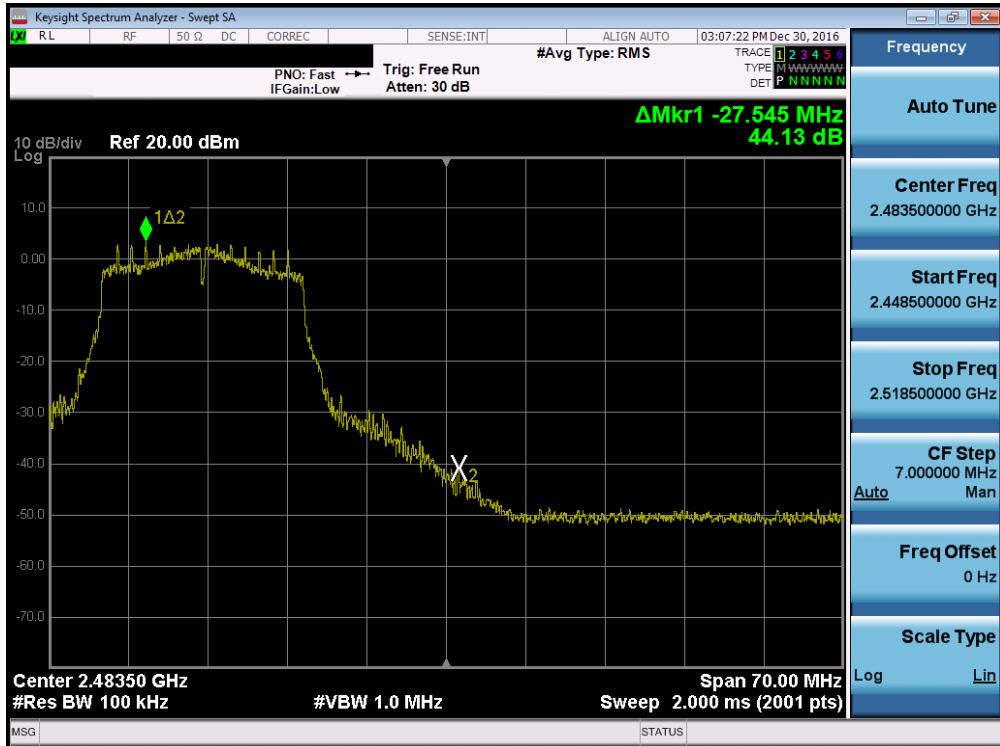 Keysight Spectrum Analyzer - Swept SA
LXI RL RF 50 Ω DC CORREC SENSE:INT ALIGN AUTO 03:07:22 PM Dec 30, 2016
#Avg Type: RMS
TRACE 1 2 3 4 5 6
TYPE M W W W W W
DET P N N N N N
PNO: Fast
IFGain:Low
Trig: Free Run
Atten: 30 dB
ΔMkr1 -27.545 MHz
44.13 dB
10 dB/div Ref 20.00 dBm
Log
10.0
0.00
-10.0
-20.0
-30.0
-40.0
-50.0
-60.0
-70.0
1Δ2
X2
Center 2.48350 GHz Span 70.00 MHz
#Res BW 100 kHz #VBW 1.0 MHz Sweep 2.000 ms (2001 pts)
MSG STATUS
Frequency
Auto Tune
Center Freq
2.483500000 GHz
Start Freq
2.448500000 GHz
Stop Freq
2.518500000 GHz
CF Step
7.000000 MHz
Auto Man
Freq Offset
0 Hz
Scale Type
Log Lin